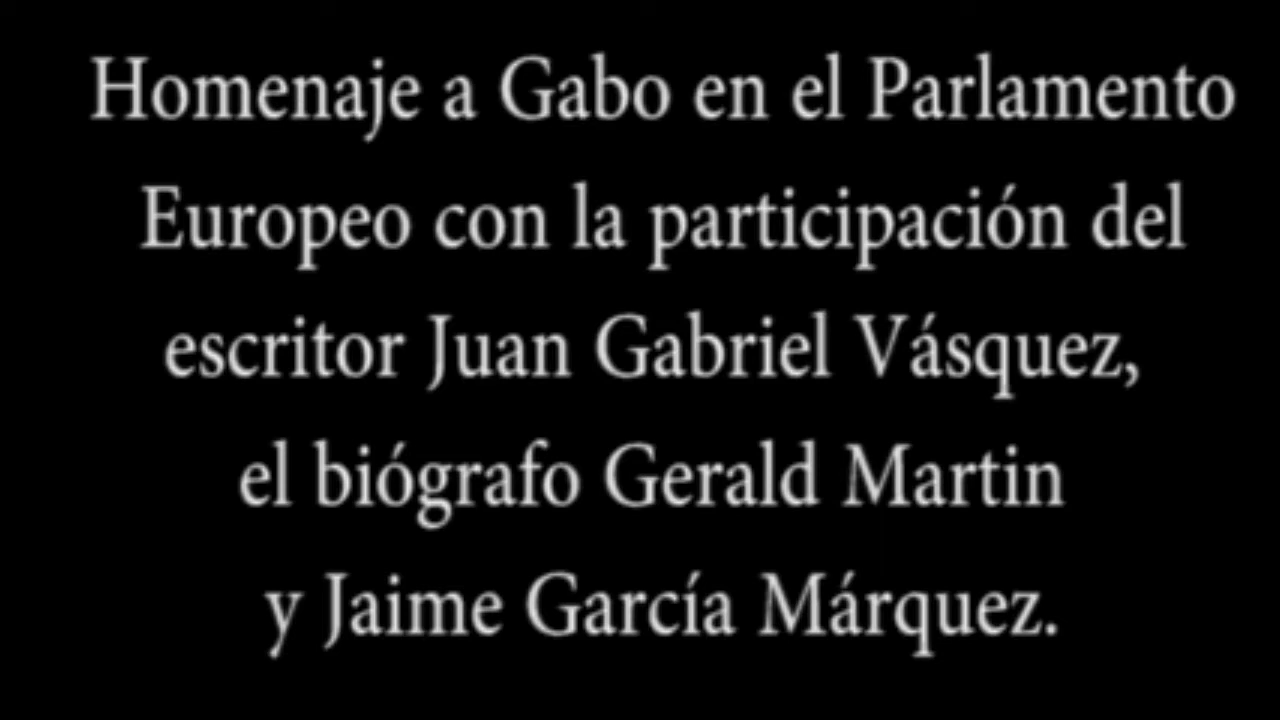 Homenaje a Gabo en el Parlamento
Europeo con la participación del
escritor Juan Gabriel Vásquez,
el biógrafo Gerald Martin
y Jaime García Márquez.